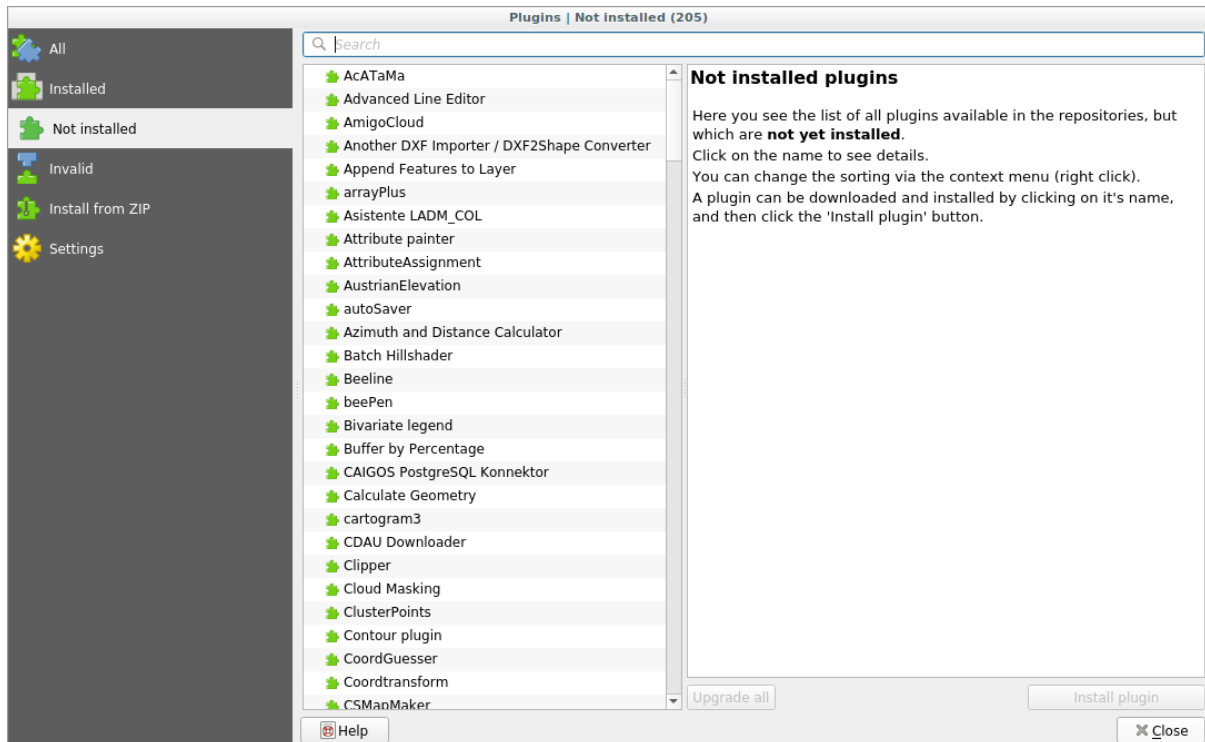 Plugins | Not installed (205)
All
Installed
Not installed
Invalid
Install from ZIP
Settings
Search
AcATaMa
Advanced Line Editor
AmigoCloud
Another DXF Importer / DXF2Shape Converter
Append Features to Layer
arrayPlus
Asistente LADM_COL
Attribute painter
AttributeAssignment
AustrianElevation
autoSaver
Azimuth and Distance Calculator
Batch Hillshader
Beeline
beePen
Bivariate legend
Buffer by Percentage
CAIGOS PostgreSQL Konnektor
Calculate Geometry
cartogram3
CDAU Downloader
Clipper
Cloud Masking
ClusterPoints
Contour plugin
CoordGuesser
Coordtransform
CSMapMaker
Not installed plugins
Here you see the list of all plugins available in the repositories, but
which are not yet installed.
Click on the name to see details.
You can change the sorting via the context menu (right click).
A plugin can be downloaded and installed by clicking on it's name,
and then click the 'Install plugin' button.
Upgrade all
Install plugin
Help
Close